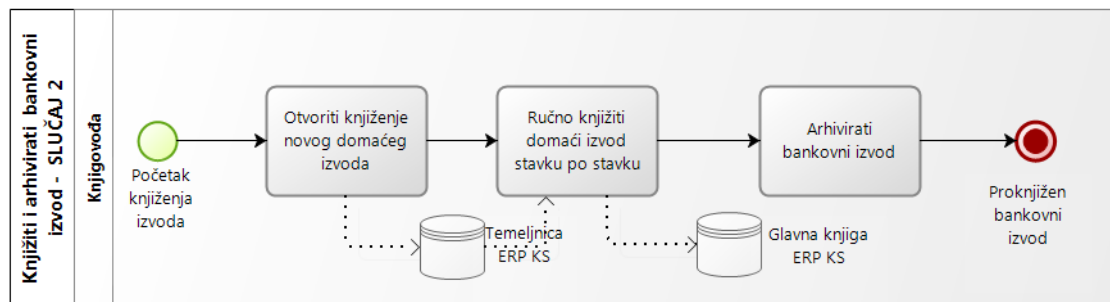 Knjižiti i arhivirati bankovni
izvod - SLUČAJ 2
Knjigovođa
Početak
knjiženja
izvoda
Otvoriti knjiženje
novog domaćeg
izvoda
Ručno knjižiti
domaći izvod
stavku po stavku
Arhivirati
bankovni izvod
Proknjižen
bankovni
izvod
Temeljnica
ERP KS
Glavna knjiga
ERP KS